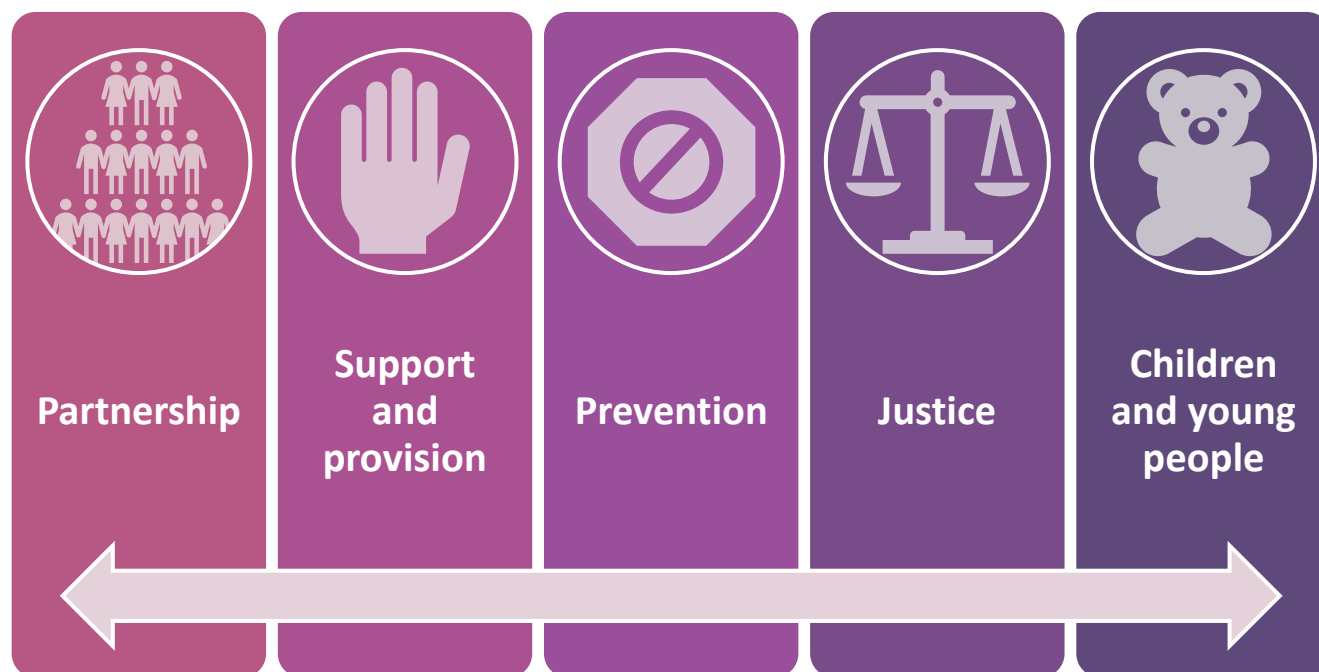 Partnership
Support
and
provision
Prevention
Justice
Children
and young
people